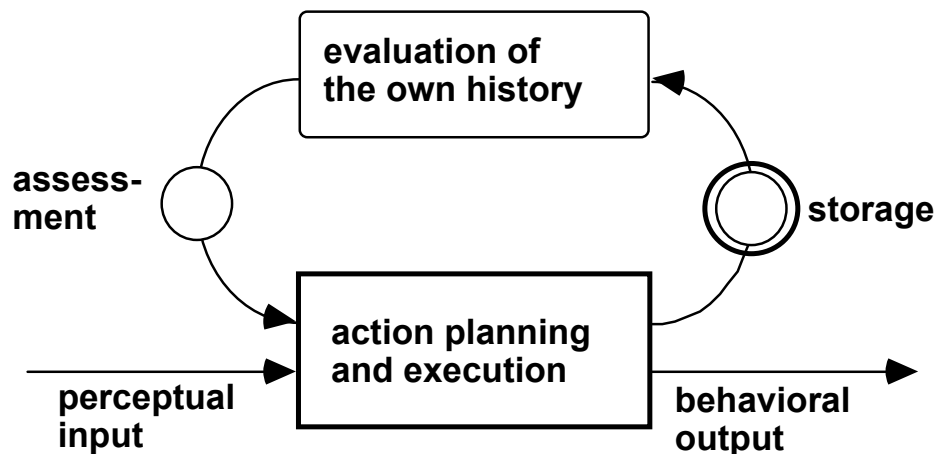 evaluation of
the own history
assess-
ment
storage
action planning
and execution
perceptual
input
behavioral
output